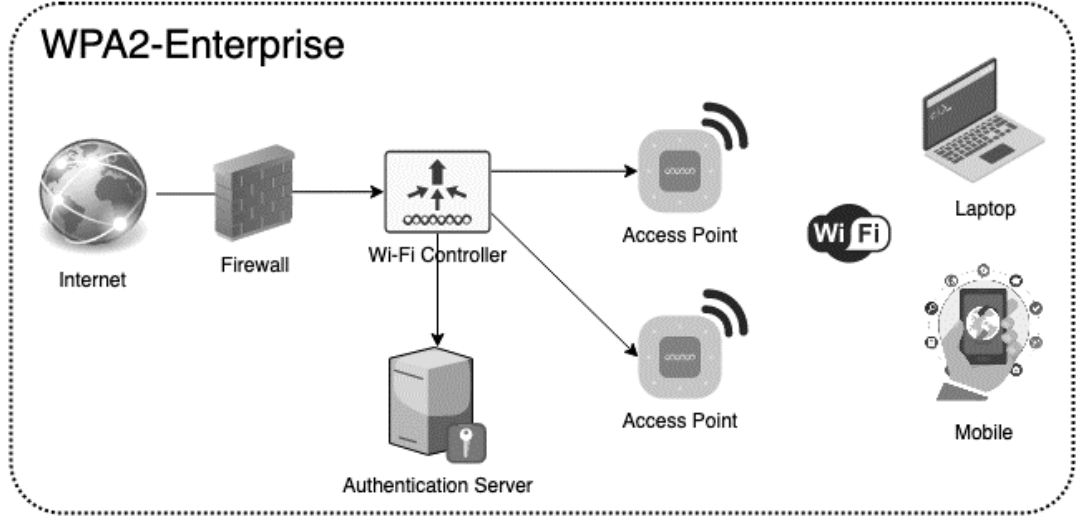 WPA2-Enterprise
Internet
Firewall
Wi-Fi Controller
Authentication Server
Access Point
Access Point
Wi Fi
Laptop
Mobile